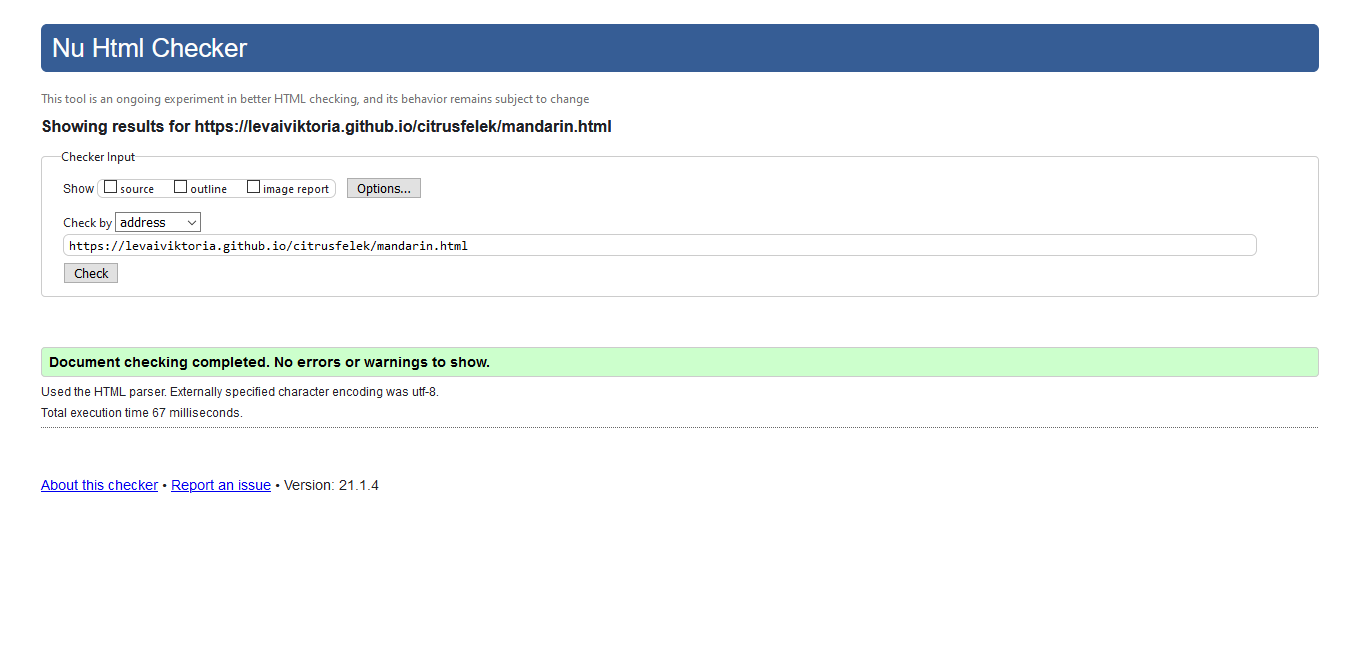 Nu Html Checker
This tool is an ongoing experiment in better HTML checking, and its behavior remains subject to change
Showing results for https://levaiviktoria.github.io/citrusfelek/mandarin.html
Checker Input
Show source outline image report Options...
Check by address
https://levaiviktoria.github.io/citrusfelek/mandarin.html
Check
Document checking completed. No errors or warnings to show.
Used the HTML parser. Externally specified character encoding was utf-8.
Total execution time 67 milliseconds.
About this checker • Report an issue • Version: 21.1.4